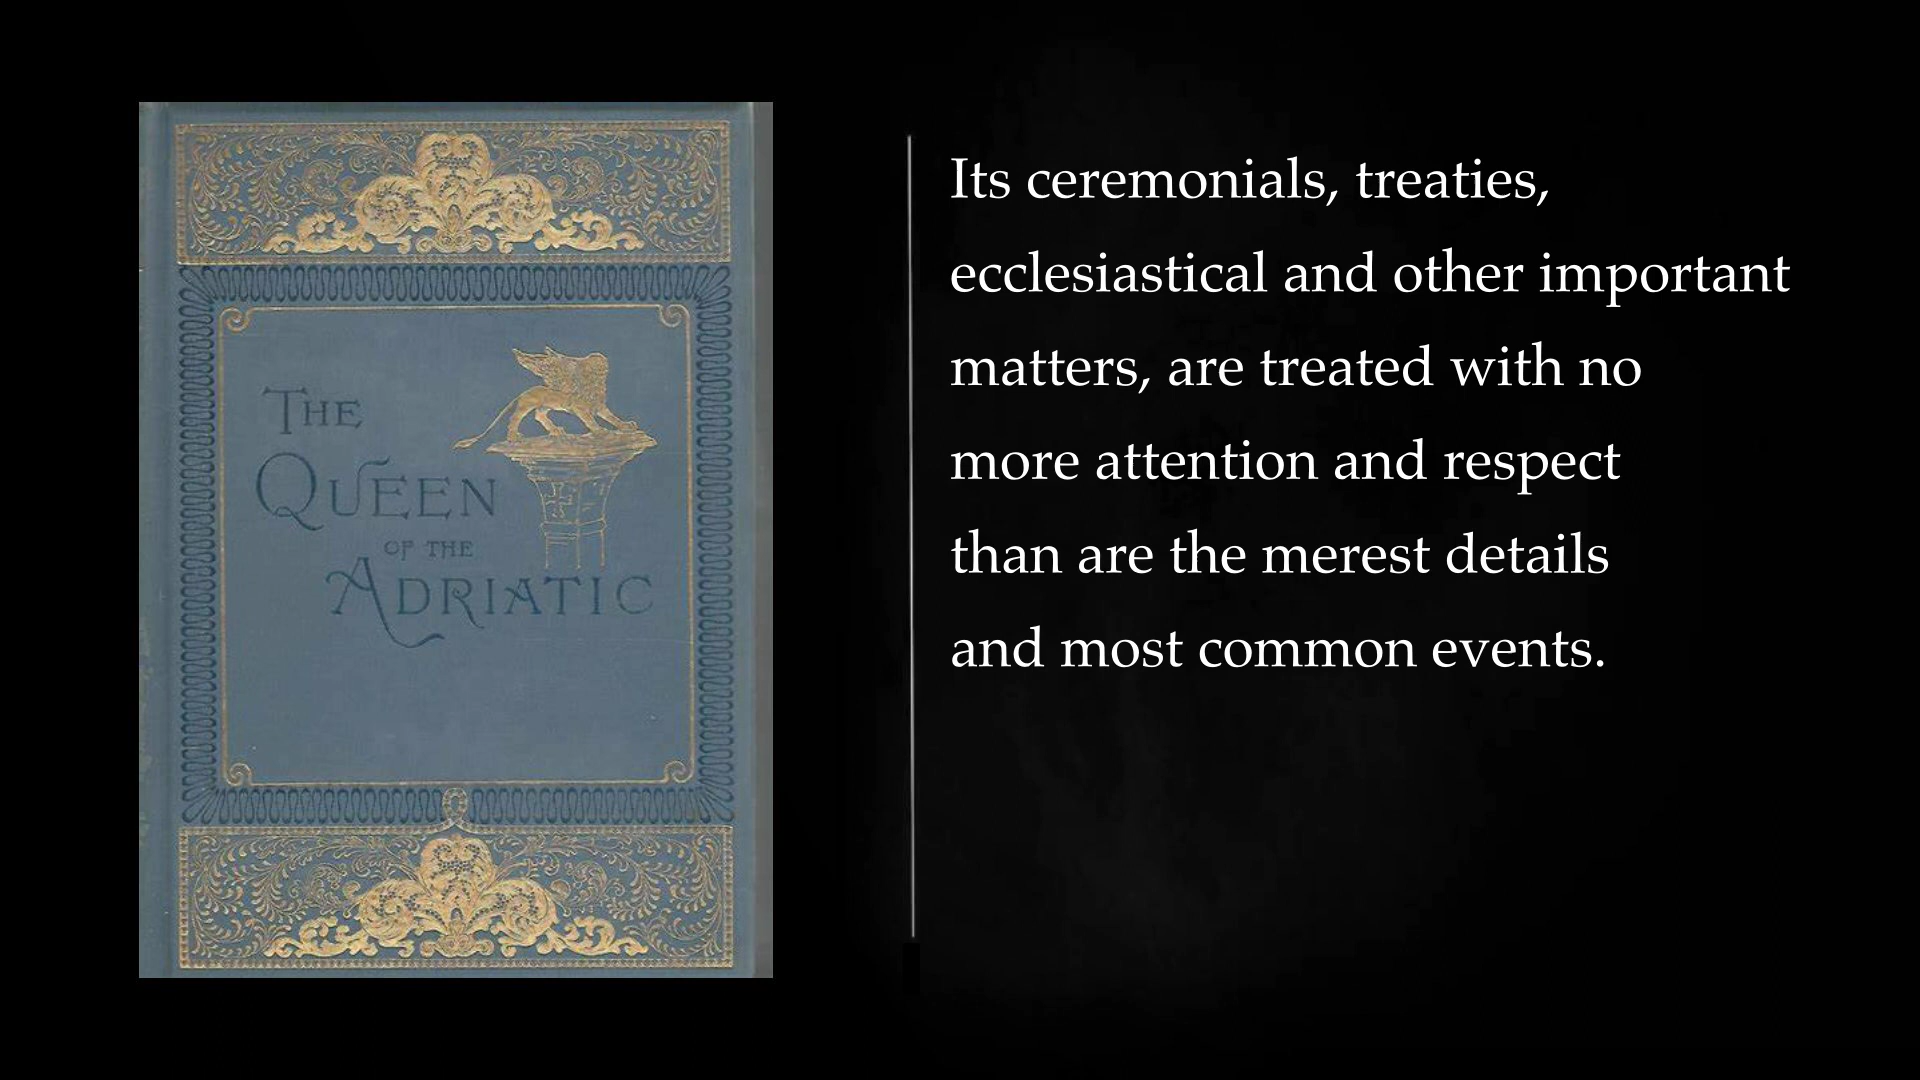 THE
QUEEN
OF THE
ADRIATIC
Its ceremonials, treaties,
ecclesiastical and other important
matters, are treated with no
more attention and respect
than are the merest details
and most common events.